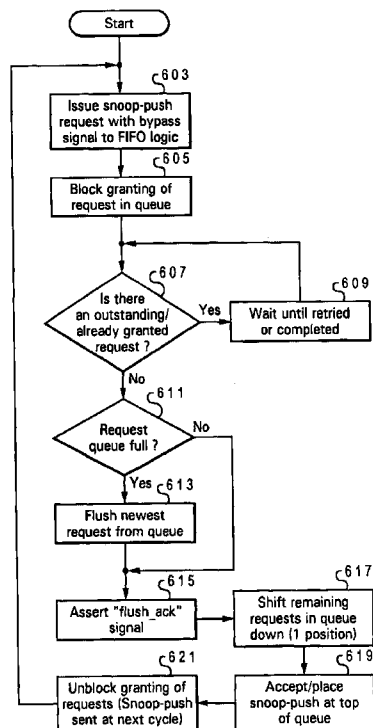 Start
603
Issue snoop-push
request with bypass
signal to FIFO logic
605
Block granting of
request in queue
607
Is there
an outstanding/
already granted
request ?
Yes
609
Wait until retried
or completed
No
611
Request
queue full ?
No
Yes
613
Flush newest
request from queue
615
Assert "flush_ack"
signal
617
Shift remaining
requests in queue
down (1 position)
619
Accept/place
snoop-push at top
of queue
621
Unblock granting of
requests (Snoop-push
sent at next cycle)